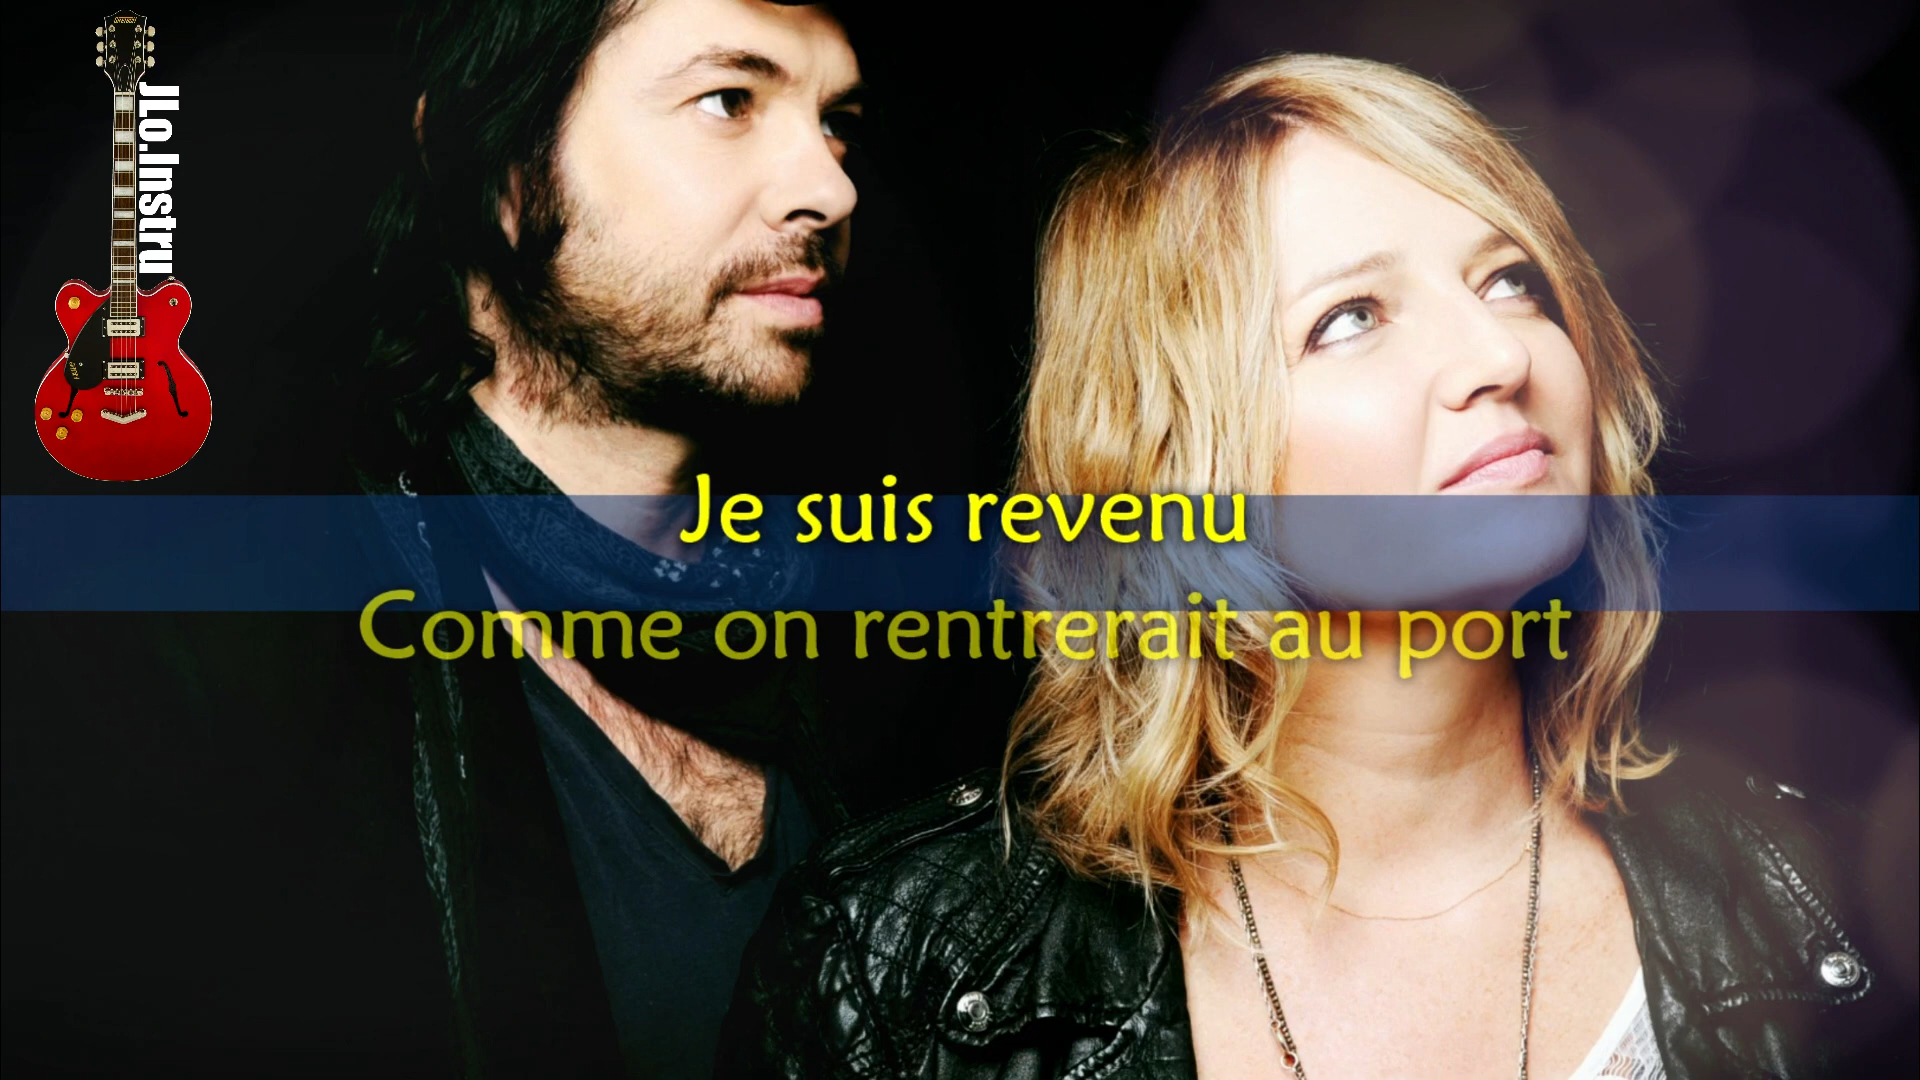 JLo.Instru
Je suis revenu
Comme on rentrerait au port